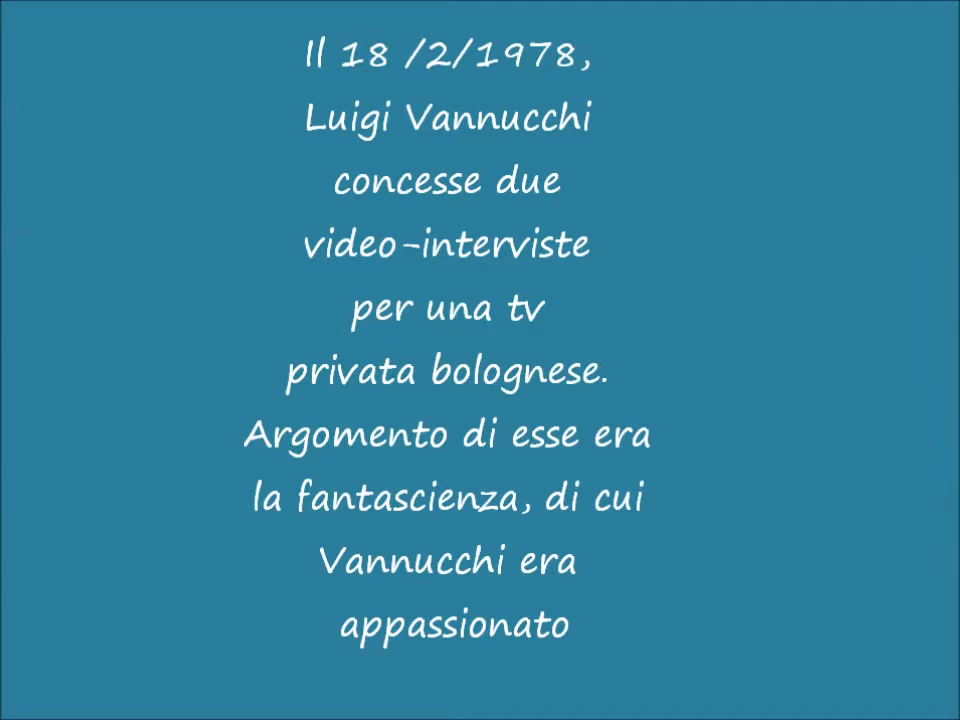 Il 18 /2/1978,
Luigi Vannucchi
concesse due
video-interviste
per una tv
privata bolognese.
Argomento di esse era
la fantascienza, di cui
Vannucchi era
appassionato